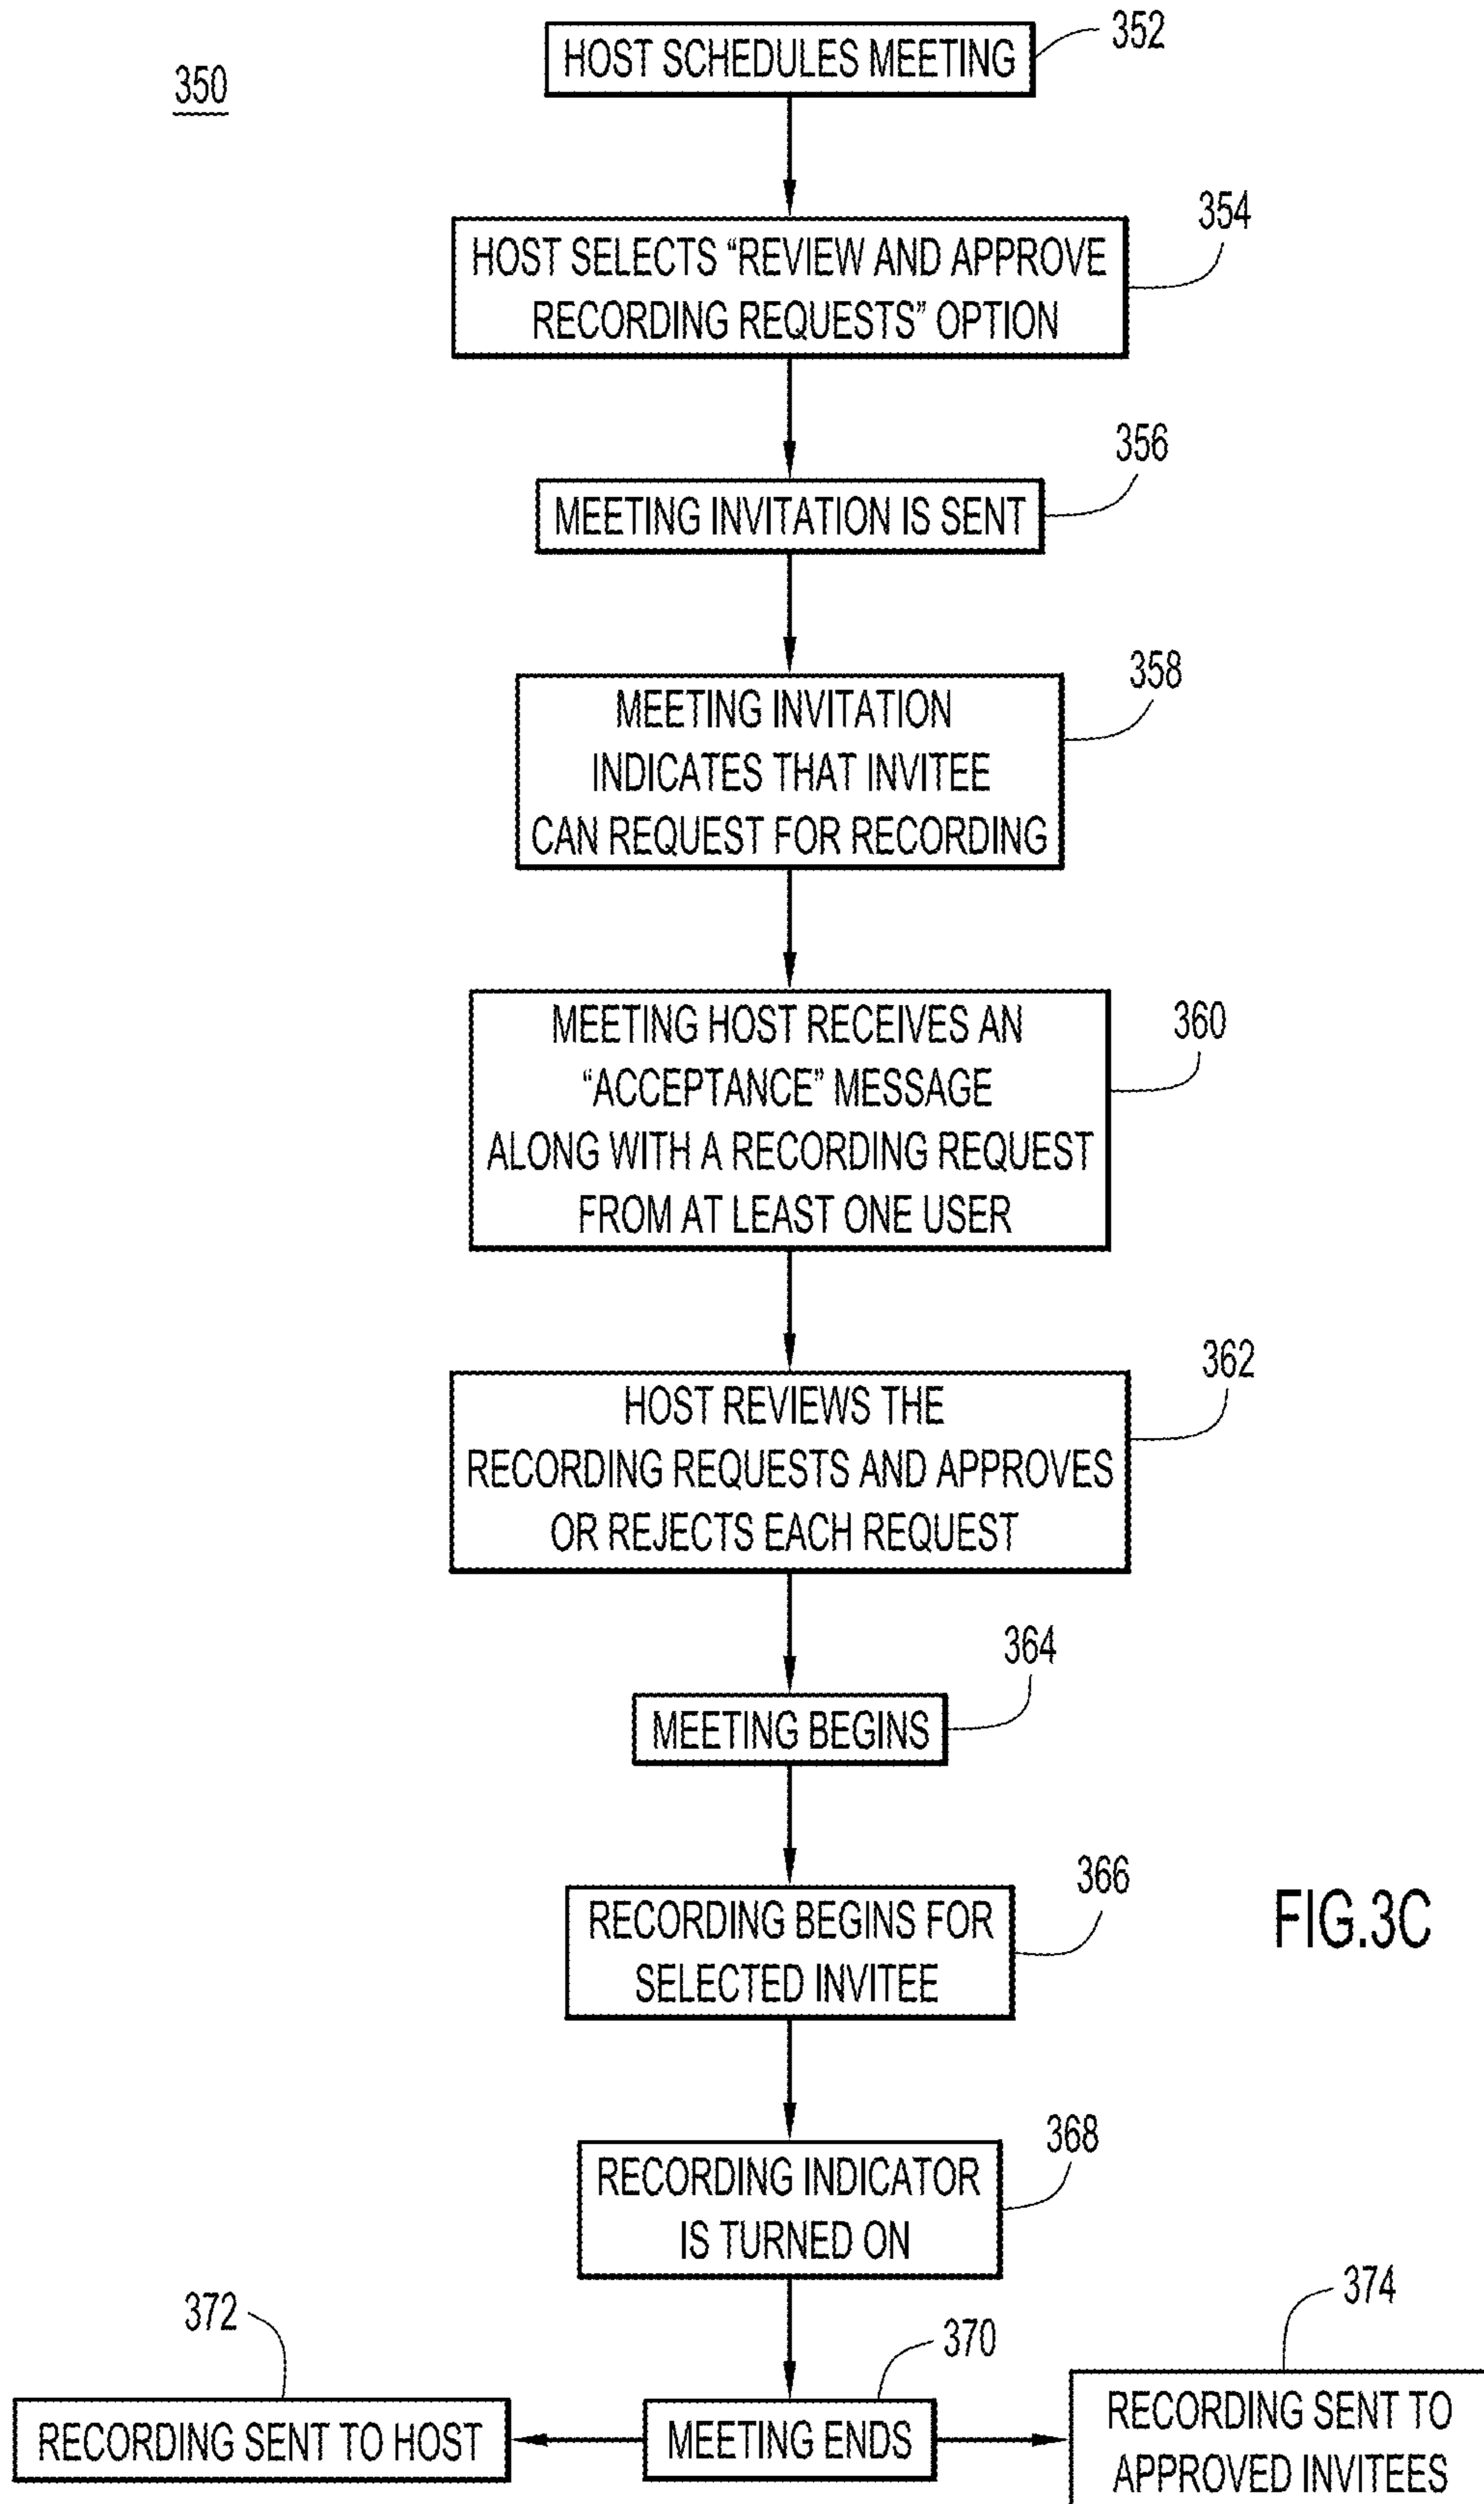 350
HOST SCHEDULES MEETING
352
HOST SELECTS “REVIEW AND APPROVE
RECORDING REQUESTS” OPTION
354
MEETING INVITATION IS SENT
356
MEETING INVITATION
INDICATES THAT INVITEE
CAN REQUEST FOR RECORDING
358
MEETING HOST RECEIVES AN
“ACCEPTANCE” MESSAGE
ALONG WITH A RECORDING REQUEST
FROM AT LEAST ONE USER
360
HOST REVIEWS THE
RECORDING REQUESTS AND APPROVES
OR REJECTS EACH REQUEST
362
MEETING BEGINS
364
RECORDING BEGINS FOR
SELECTED INVITEE
366
FIG.3C
RECORDING INDICATOR
IS TURNED ON
368
372
RECORDING SENT TO HOST
MEETING ENDS
370
374
RECORDING SENT TO
APPROVED INVITEES